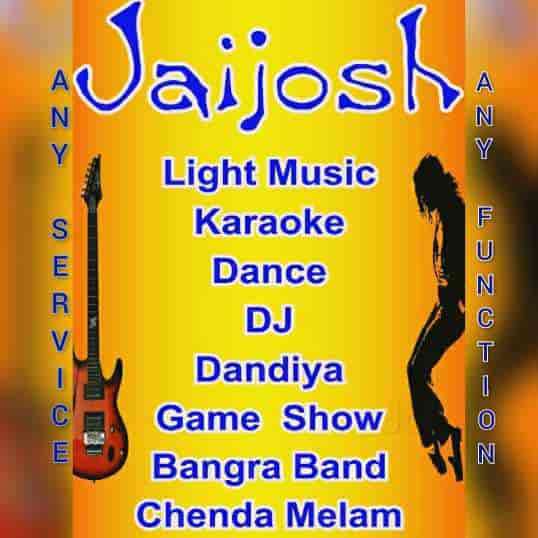 Jaijosh
ANY SERVICE
ANY FUNCTION
Light Music
Karaoke
Dance
DJ
Dandiya
Game Show
Bangra Band
Chenda Melam